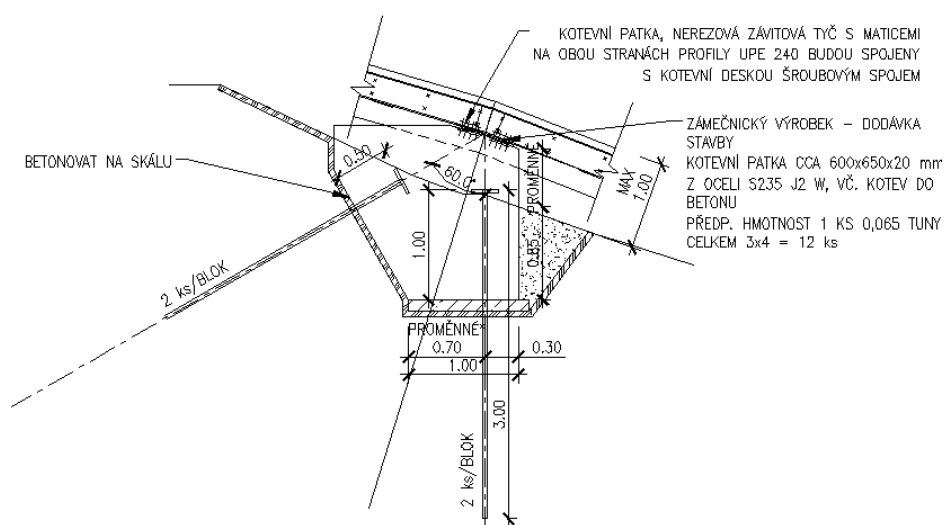 KOTEVNÍ PATKA, NEREZOVÁ ZÁVITOVÁ TYČ S MATICEMI
NA OBOU STRANÁCH PROFILY UPE 240 BUDOU SPOJENY
S KOTEVNÍ DESKOU ŠROUBOVÝM SPOJEM
ZÁMEČNICKÝ VÝROBEK – DODÁVKA
STAVBY
KOTEVNÍ PATKA CCA 600x650x20 mm
Z OCELI S235 J2 W, VČ. KOTEV DO
BETONU
PŘEDP. HMOTNOST 1 KS 0,065 TUNY
CELKEM 3x4 = 12 ks
BETONOVAT NA SKÁLU
0.50
60.0°
PROMĚNNÉ
MAX
1.00
1.00
0.85
2 ks/BLOK
PROMĚNNÉ
0.70
0.30
1.00
3.00
2 ks/BLOK